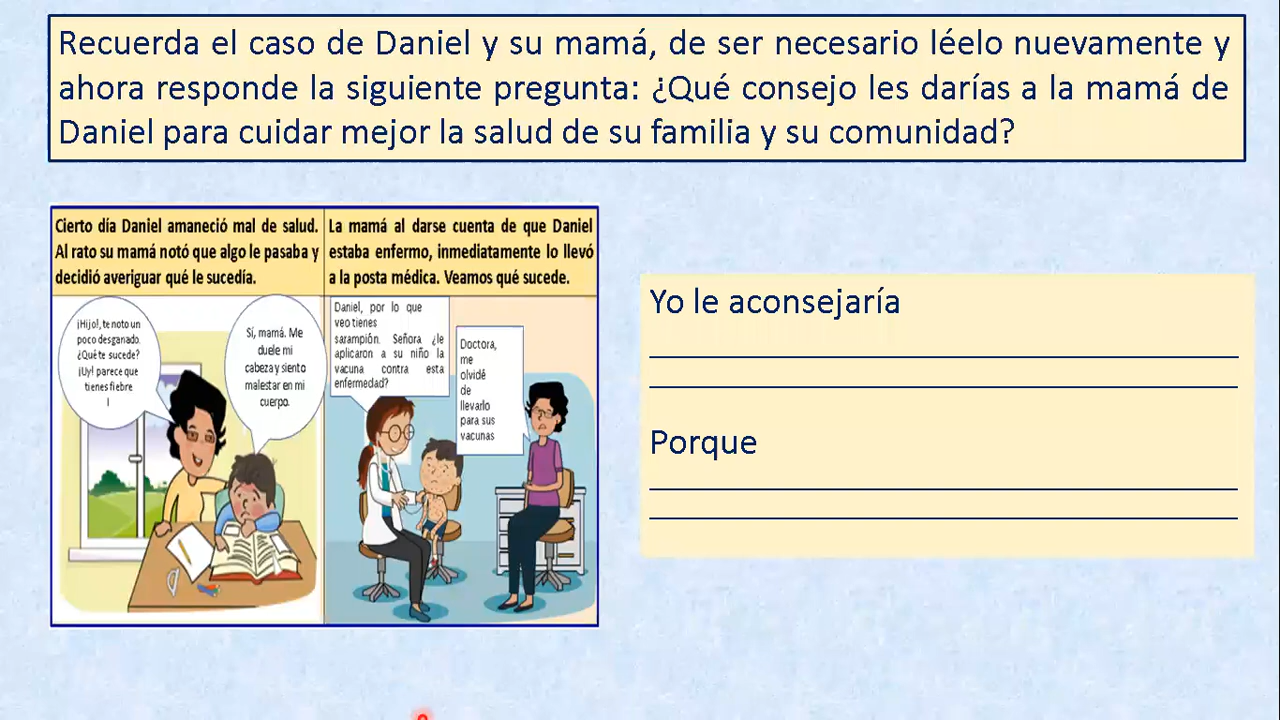 Recuerda el caso de Daniel y su mamá, de ser necesario léelo nuevamente y
ahora responde la siguiente pregunta: ¿Qué consejo les darías a la mamá de
Daniel para cuidar mejor la salud de su familia y su comunidad?
Cierto día Daniel amaneció mal de salud.
Al rato su mamá notó que algo le pasaba y
decidió averiguar qué le sucedía.
La mamá al darse cuenta de que Daniel
estaba enfermo, inmediatamente lo llevó
a la posta médica. Veamos qué sucede.
¡Hijo!, te noto un
poco desganado.
¿Qué te sucede?
¡Uy! parece que
tienes fiebre
!
Sí, mamá. Me
duele mi
cabeza y siento
malestar en mi
cuerpo.
Daniel, por lo que
veo tienes
sarampión. Señora ¿le
aplicaron a su niño la
vacuna contra esta
enfermedad?
Doctora,
me
olvidé
de
llevarlo
para sus
vacunas
Yo le aconsejaría
Porque